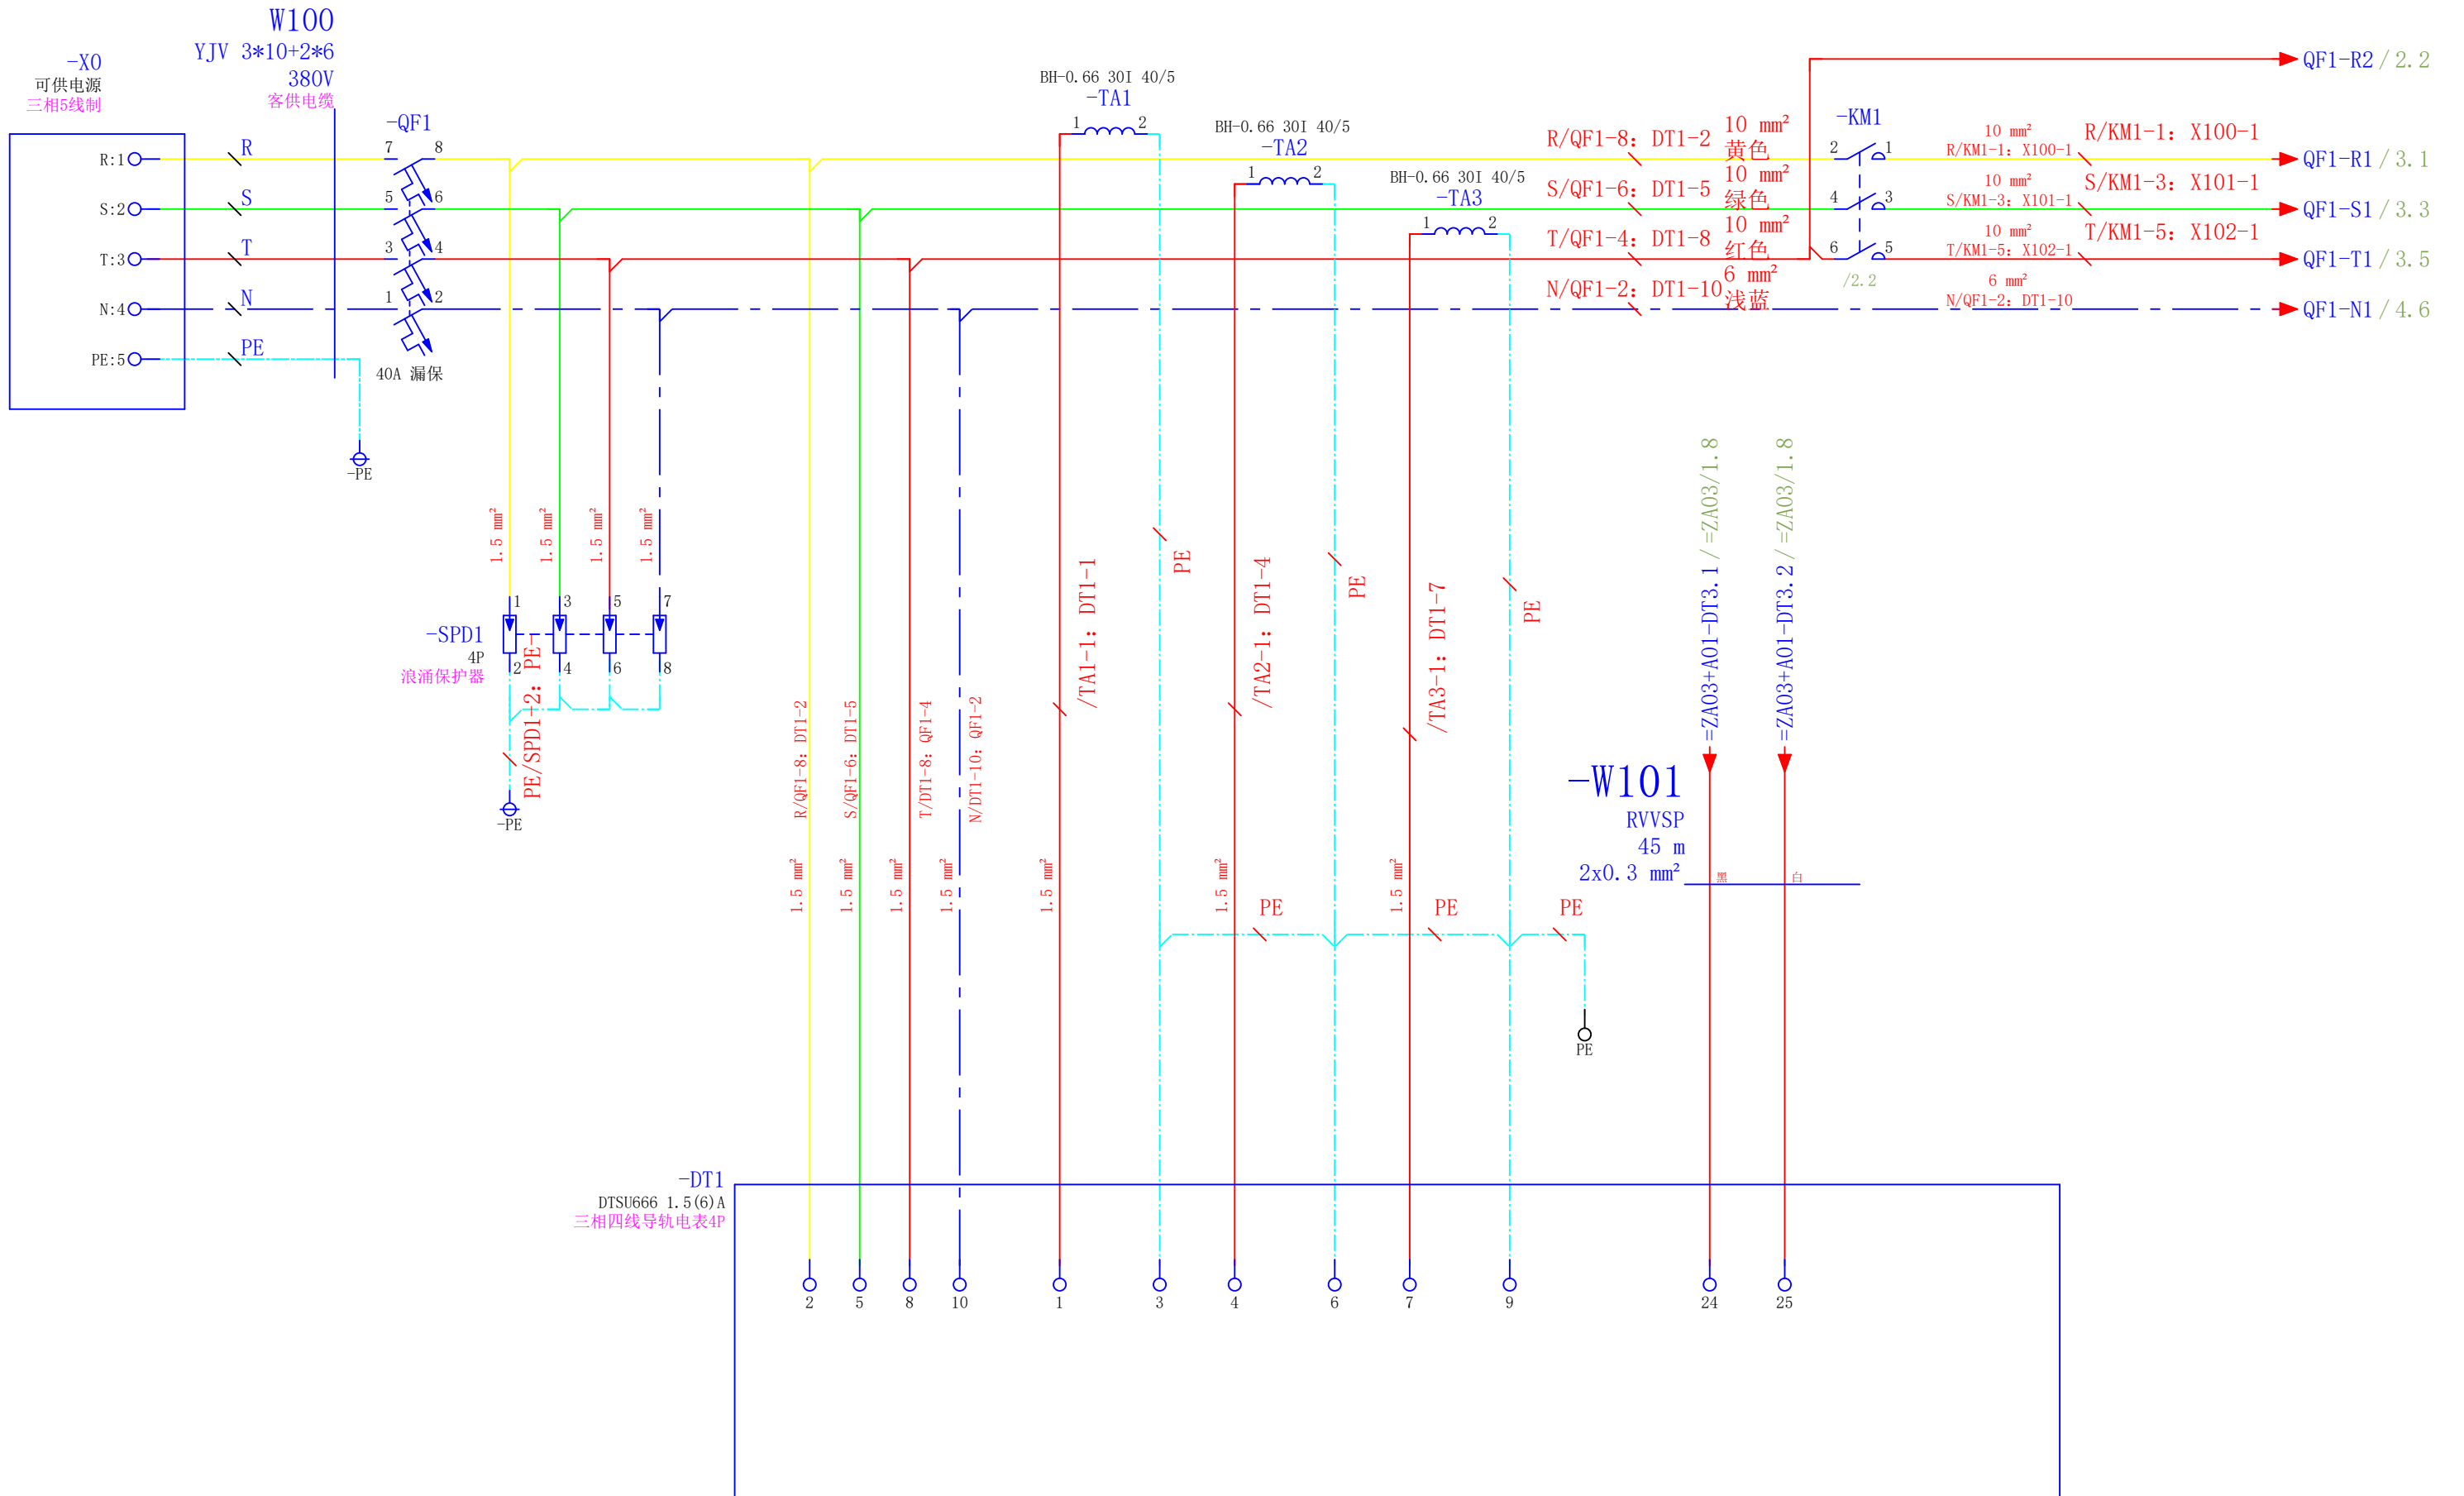 W100
YJV 3*10+2*6
380V
客供电缆
-X0
可供电源
三相5线制
R:1
S:2
T:3
N:4
PE:5
R
S
T
N
PE
-PE
-QF1
7 8
5 6
3 4
1 2
40A 漏保
BH-0.66 30I 40/5
-TA1
1 2
BH-0.66 30I 40/5
-TA2
1 2
BH-0.66 30I 40/5
-TA3
1 2
R/QF1-8: DT1-2
10 mm²
黄色
S/QF1-6: DT1-5
10 mm²
绿色
T/QF1-4: DT1-8
10 mm²
红色
N/QF1-2: DT1-10
6 mm²
浅蓝
-KM1
2 1
4 3
6 5
/2.2
10 mm²
R/KM1-1: X100-1
10 mm²
S/KM1-3: X101-1
10 mm²
T/KM1-5: X102-1
6 mm²
N/QF1-2: DT1-10
R/KM1-1: X100-1
S/KM1-3: X101-1
T/KM1-5: X102-1
QF1-R2 / 2.2
QF1-R1 / 3.1
QF1-S1 / 3.3
QF1-T1 / 3.5
QF1-N1 / 4.6
1.5 mm²
1.5 mm²
1.5 mm²
1.5 mm²
-SPD1
4P
浪涌保护器
1 3 5 7
2 4 6 8
PE/SPD1-2: PE-
-PE
R/QF1-8: DT1-2
S/QF1-6: DT1-5
T/DT1-8: QF1-4
N/DT1-10: QF1-2
1.5 mm²
1.5 mm²
1.5 mm²
1.5 mm²
1.5 mm²
1.5 mm²
1.5 mm²
/TA1-1: DT1-1
PE
/TA2-1: DT1-4
PE
/TA3-1: DT1-7
PE
PE
PE
PE
PE
=ZA03+A01-DT3.1 / =ZA03/1.8
=ZA03+A01-DT3.2 / =ZA03/1.8
-W101
RVVSP
45 m
2x0.3 mm²
黑
白
-DT1
DTSU666 1.5(6)A
三相四线导轨电表4P
2 5 8 10 1 3 4 6 7 9 24 25